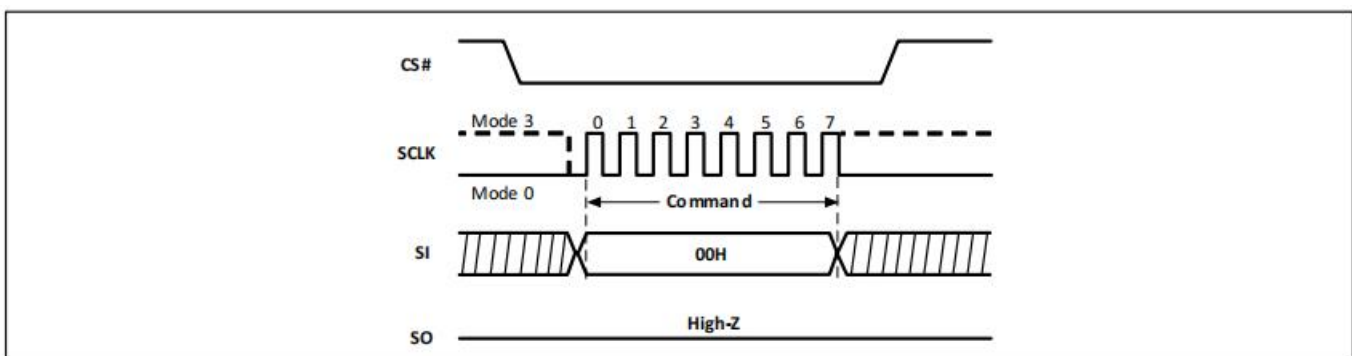 CS#
Mode 3
0 1 2 3 4 5 6 7
SCLK
Mode 0
Command
SI
00H
High-Z
SO